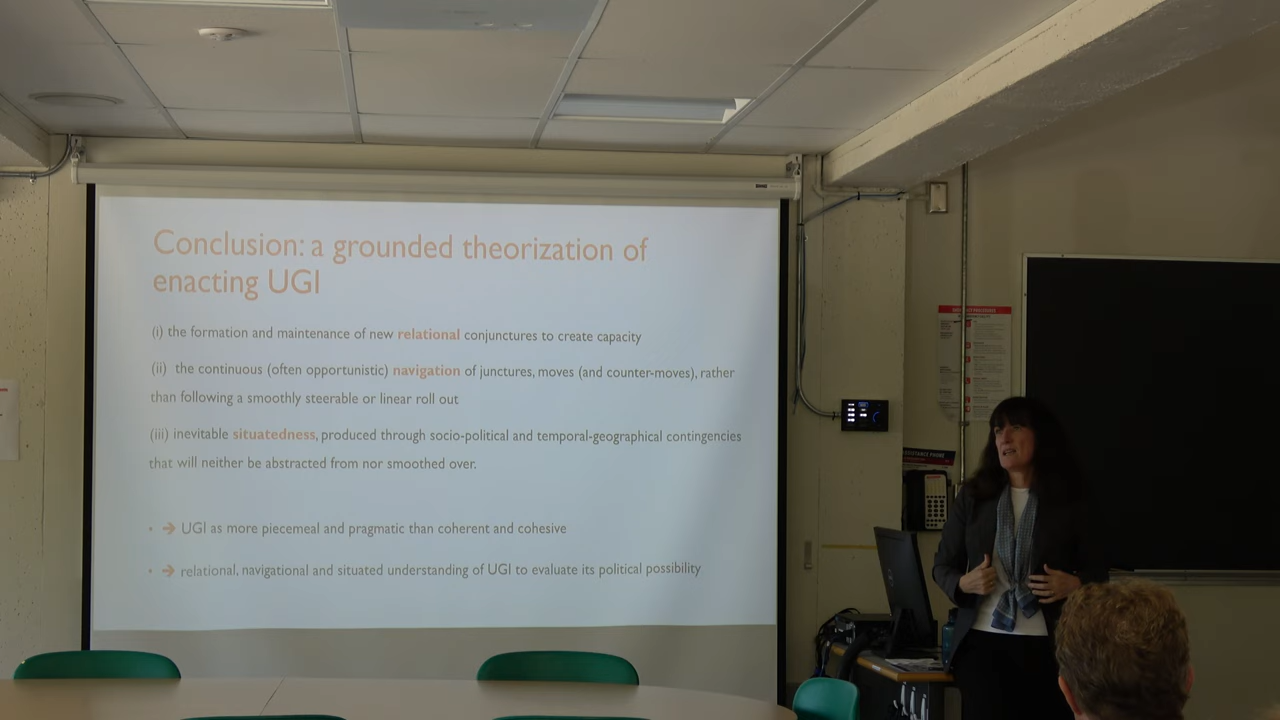 Conclusion: a grounded theorization of
enacting UGI
(i) the formation and maintenance of new relational conjunctures to create capacity
(ii) the continuous (often opportunistic) navigation of junctures, moves (and counter-moves), rather
than following a smoothly steerable or linear roll out
(iii) inevitable situatedness, produced through socio-political and temporal-geographical contingencies
that will neither be abstracted from nor smoothed over.
• → UGI as more piecemeal and pragmatic than coherent and cohesive
• → relational, navigational and situated understanding of UGI to evaluate its political possibility